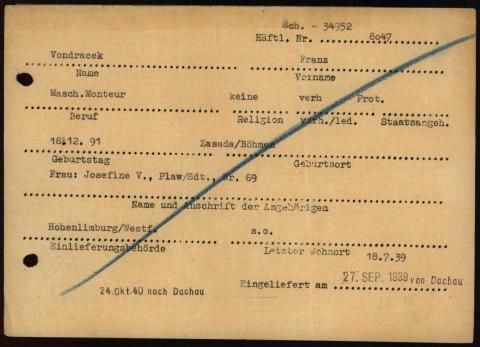 Sch. - 34952
Häftl. Nr. 8047
Vondracek Franz
Name Vorname
Masch.Monteur keine verh Prot.
Beruf Religion verh./led. Staatsangeh.
18.12. 91 Zasada/Böhmen
Geburtstag Geburtsort
Frau: Josefine V., Plaw/Sdt., Nr. 69
Name und Anschrift der Angehörigen
Hohenlimburg/Westf. s.o.
Einlieferungsbehörde Letzter Wohnort
18.7.39
24.Okt.40 nach Dachau Eingeliefert am 27. SEP. 1939 von Dachau